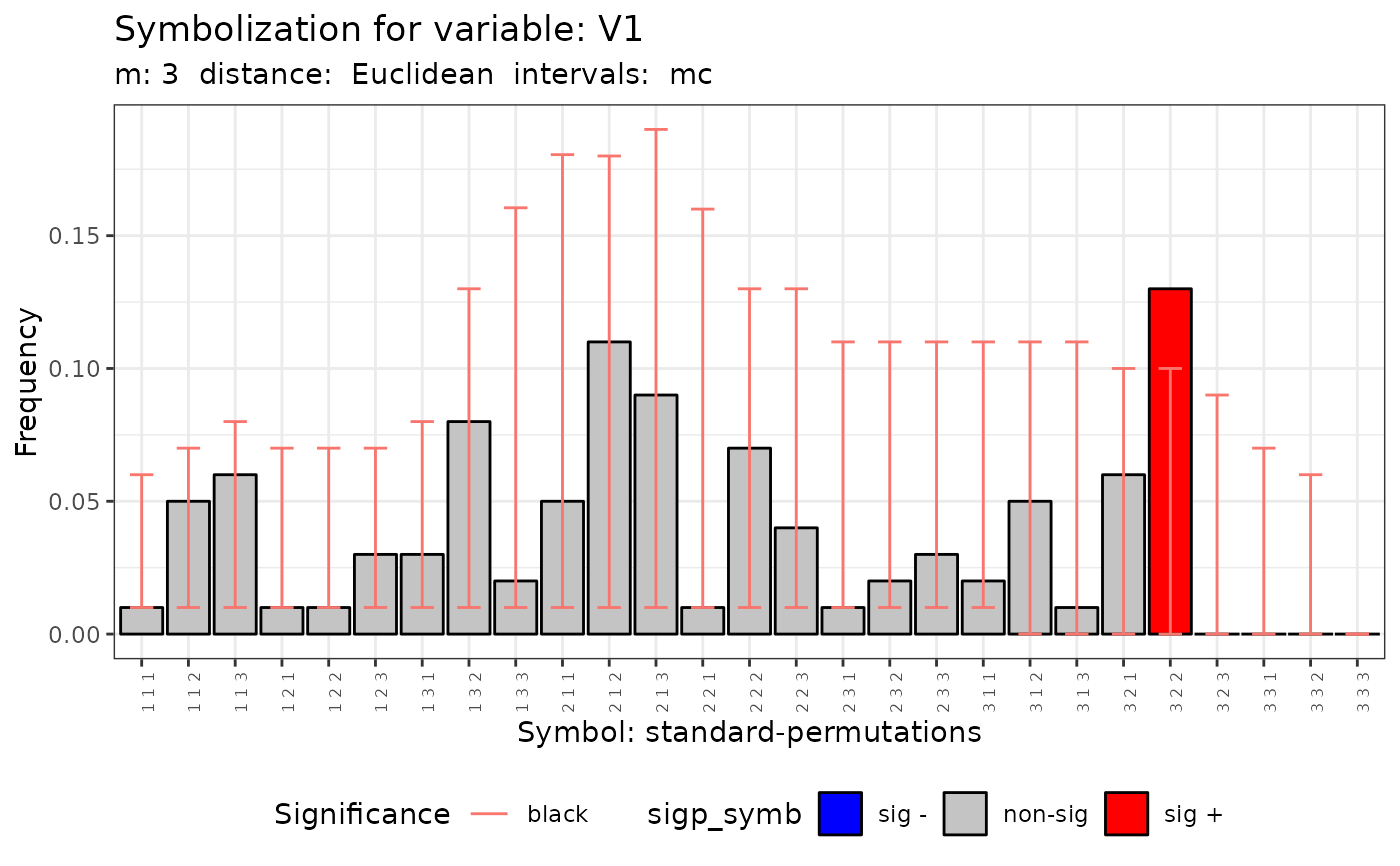 Symbolization for variable: V1
m: 3 distance: Euclidean intervals: mc
Frequency
0.15
0.10
0.05
0.00
1 1 1
1 1 2
1 1 3
1 2 1
1 2 2
1 2 3
1 3 1
1 3 2
1 3 3
2 1 1
2 1 2
2 1 3
2 2 1
2 2 2
2 2 3
2 3 1
2 3 2
2 3 3
3 1 1
3 1 2
3 1 3
3 2 1
3 2 2
3 2 3
3 3 1
3 3 2
3 3 3
Symbol: standard-permutations
Significance black sigp_symb sig - non-sig sig +